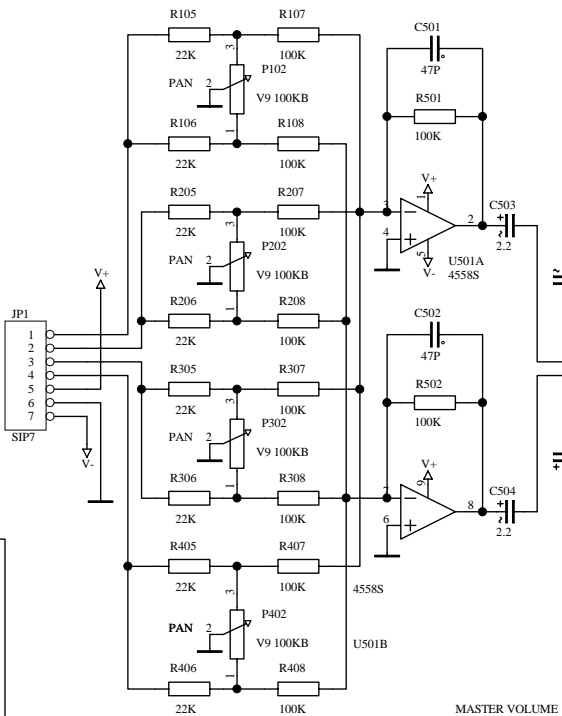 R105 R107
3
22K 100K
PAN 2 P102
V9 100KB
R106 1 R108
22K 100K
C501
47P
R501
100K
R205 R207
3
22K 100K
PAN 2 P202
V9 100KB
R206 1 R208
22K 100K
3 V+ 1
4 2 C503
5 V- 2.2
U501A
4558S
V+
JP1
1
2
3
4
5
6
7
SIP7
V-
R305 R307
3
22K 100K
PAN 2 P302
V9 100KB
R306 1 R308
22K 100K
C502
47P
R502
100K
7 V+ 9
6 8 C504
2.2
R405 R407
3
22K 100K
4558S
PAN 2 P402
V9 100KB
U501B
R406 1 R408
22K 100K
MASTER VOLUME